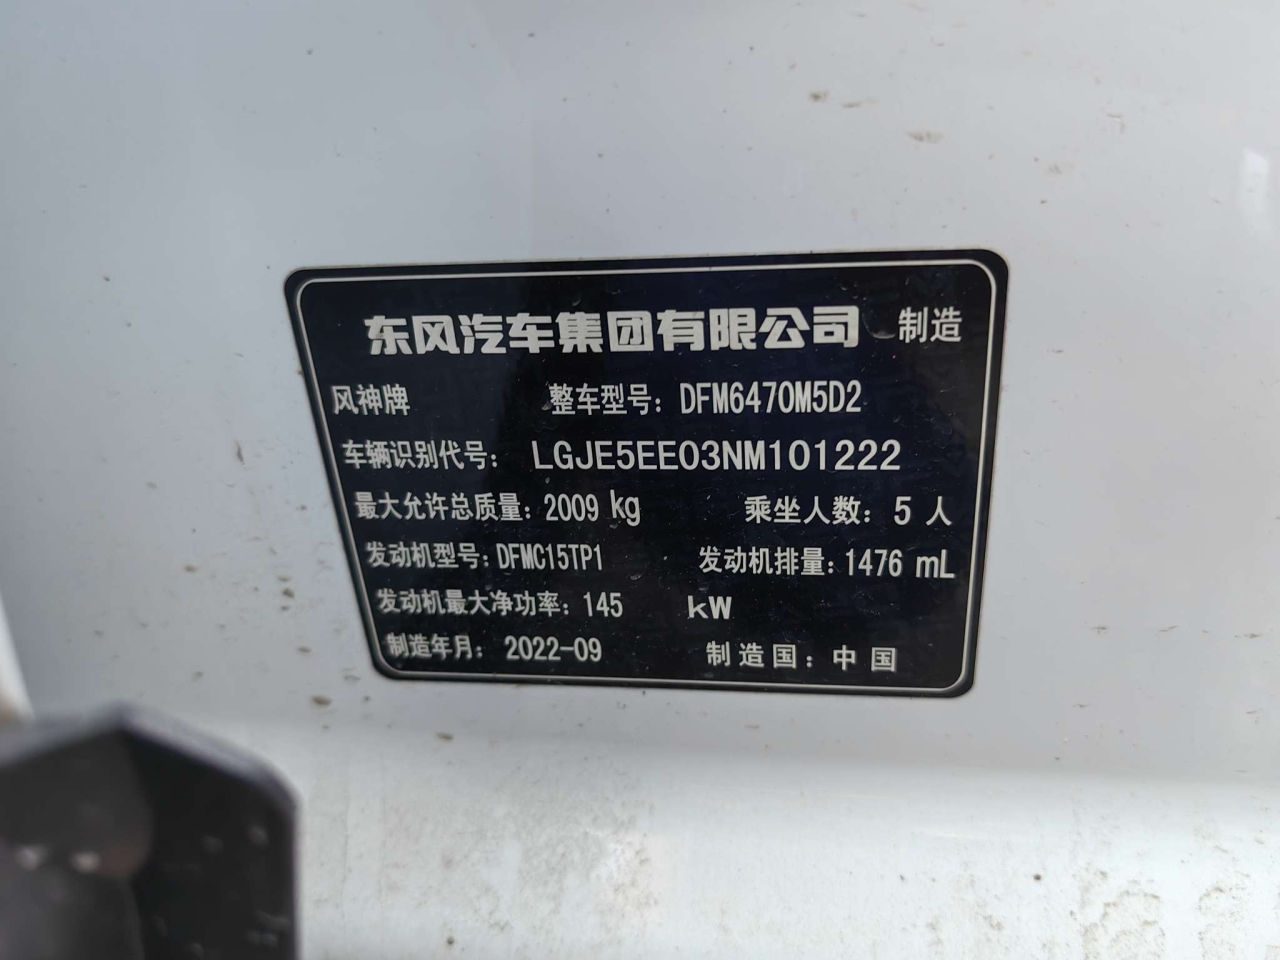 东风汽车集团有限公司 制造
风神牌 整车型号：DFM6470M5D2
车辆识别代号：LGJE5EE03NM101222
最大允许总质量：2009 kg 乘坐人数：5 人
发动机型号：DFMC15TP1 发动机排量：1476 mL
发动机最大净功率：145 kW
制造年月：2022-09 制造国：中国